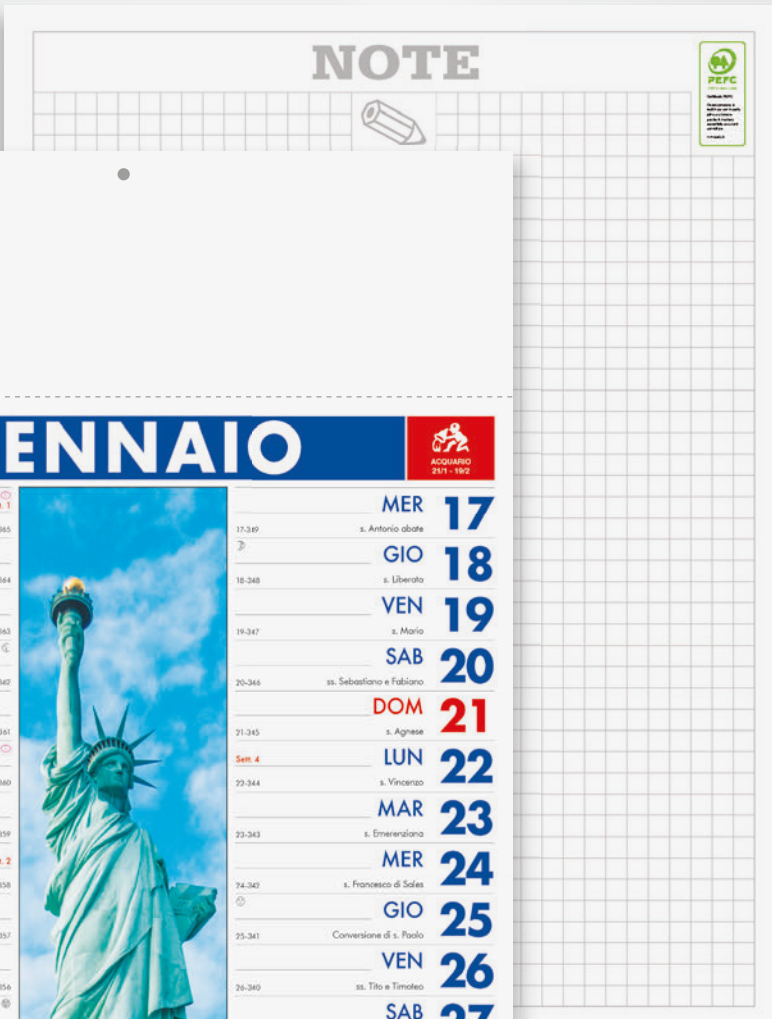 NOTE
PEFC
ENNAIO
ACQUARIO
21/1 - 19/2
MER 17
17-349 s. Antonio abate
GIO 18
18-348 s. Liberata
VEN 19
19-347 s. Mario
SAB 20
20-346 ss. Sebastiano e Fabiano
DOM 21
21-345 s. Agnese
Sett. 4 LUN 22
22-344 s. Vincenzo
MAR 23
23-343 s. Emerenziana
MER 24
24-342 s. Francesco di Sales
GIO 25
25-341 Conversione di s. Paolo
VEN 26
26-340 ss. Tito e Timoteo
SAB 27